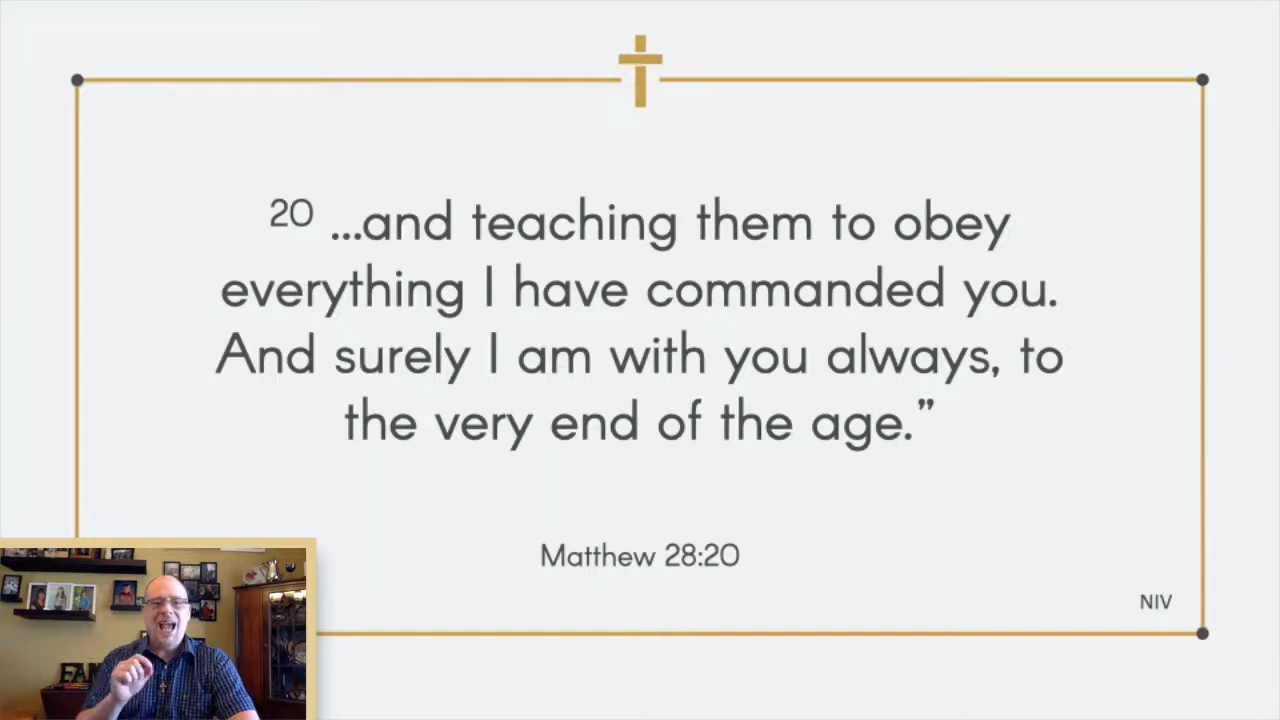 20 ...and teaching them to obey
everything I have commanded you.
And surely I am with you always, to
the very end of the age.”
Matthew 28:20
NIV
FAM